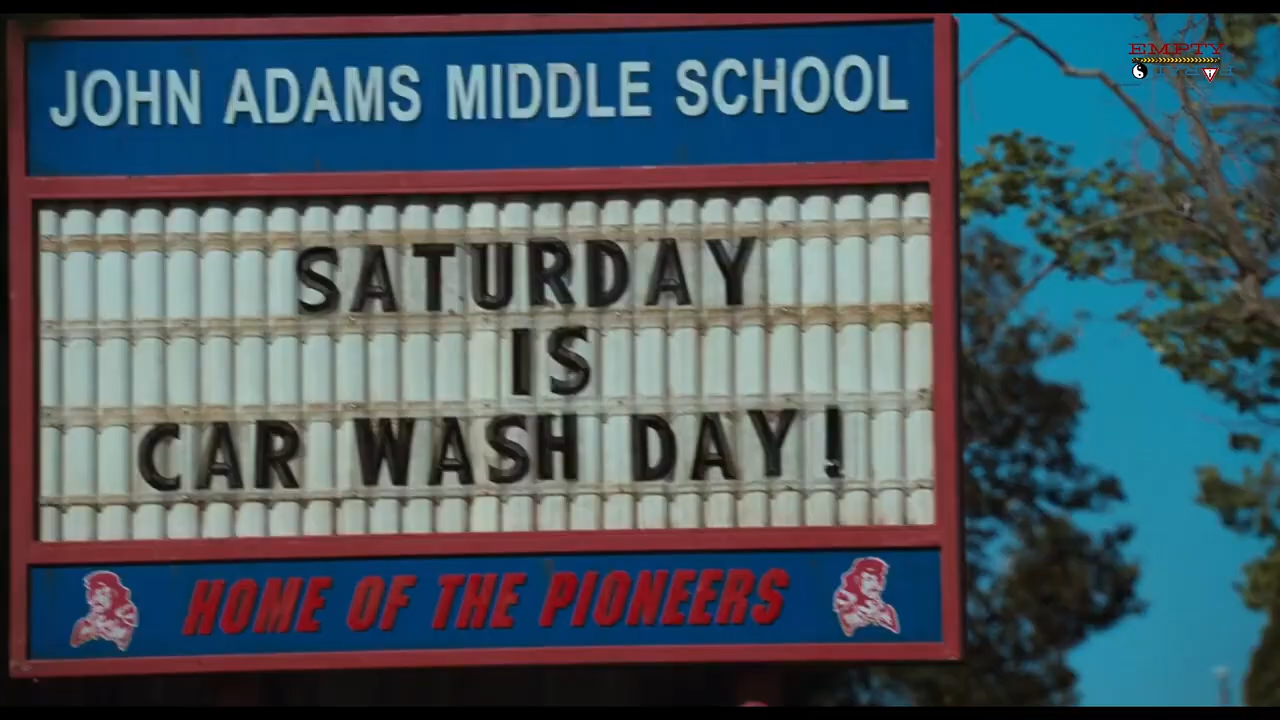 JOHN ADAMS MIDDLE SCHOOL
EMPTY
SATURDAY
IS
CAR WASH DAY!
HOME OF THE PIONEERS